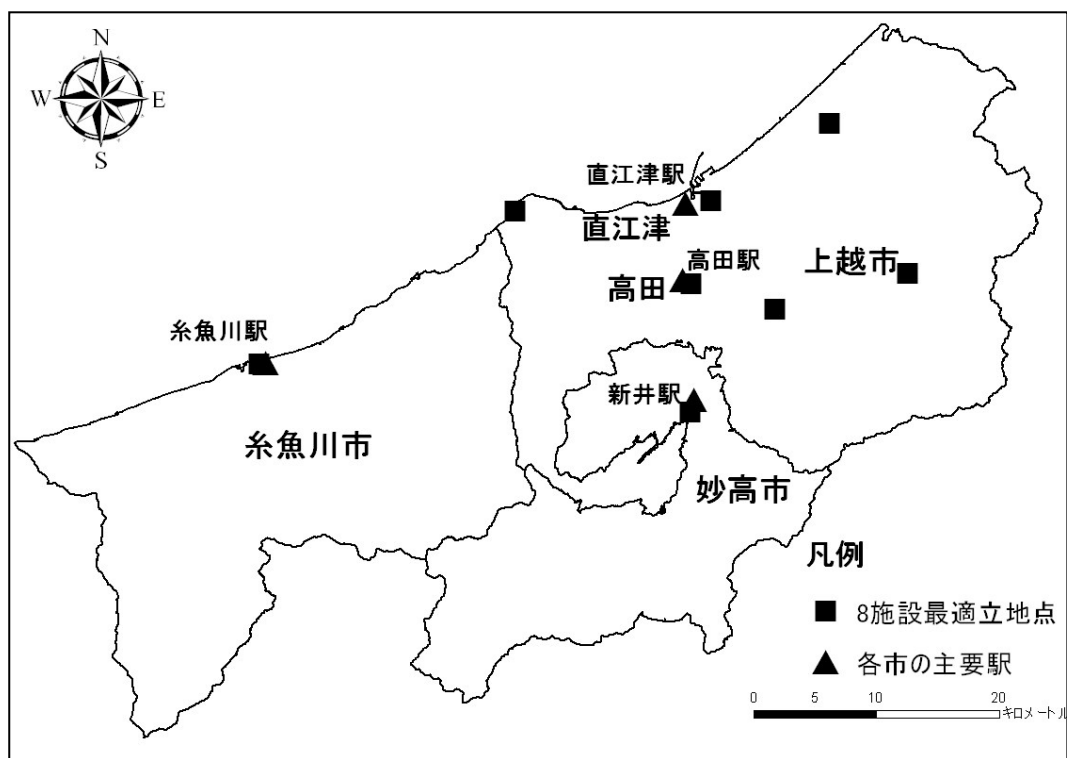 N
W E
S
直江津駅
直江津
高田駅
高田
上越市
糸魚川駅
新井駅
糸魚川市
妙高市
凡例
8施設最適立地点
各市の主要駅
0 5 10 20
キロメートル